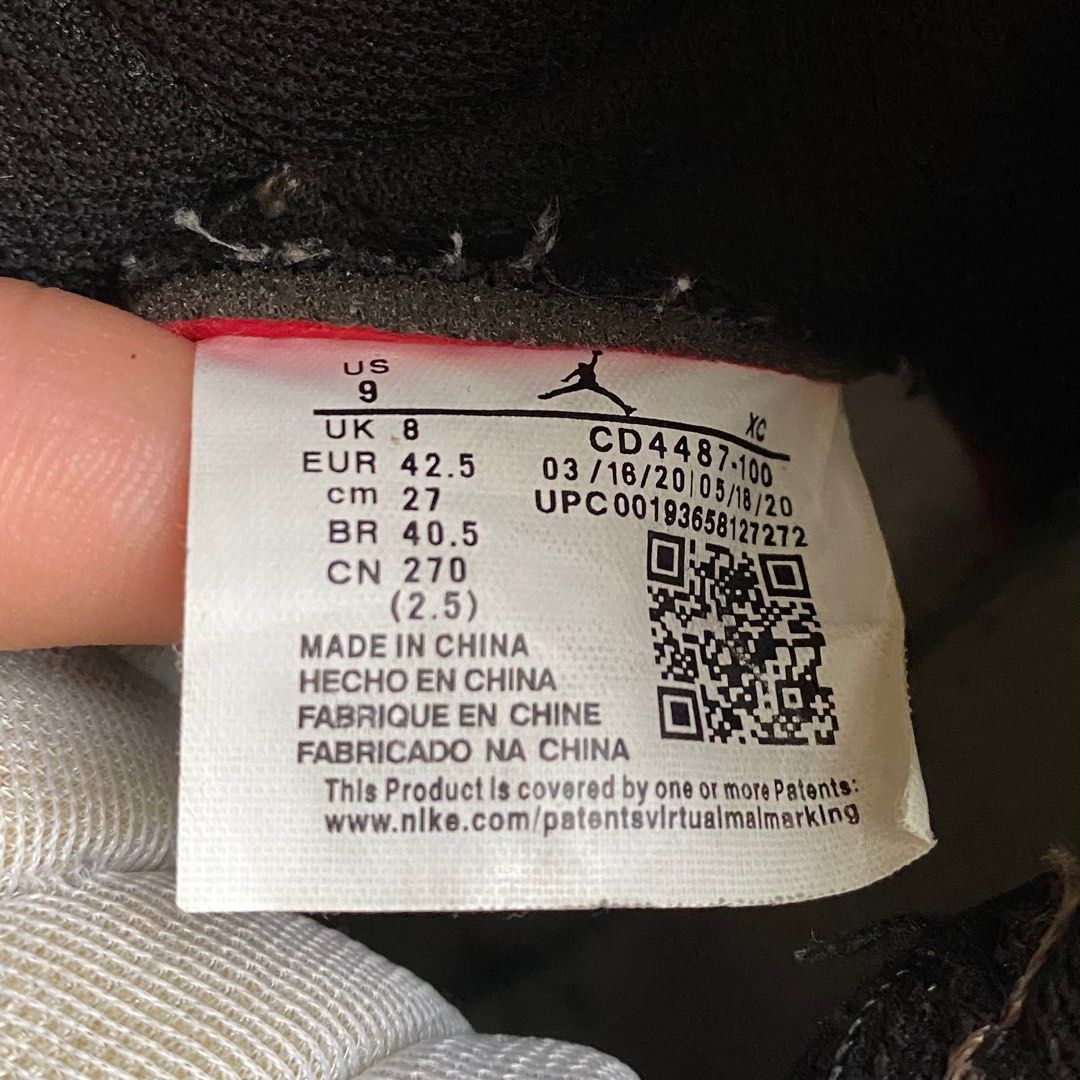 US
9
UK 8
EUR 42.5
cm 27
BR 40.5
CN 270
(2.5)
XC
CD4487-100
03/16/20|05/18/20
UPC00193658127272
MADE IN CHINA
HECHO EN CHINA
FABRIQUE EN CHINE
FABRICADO NA CHINA
This Product Is covered by one or more Patents:
www.nike.com/patentsvirtualmalmarking